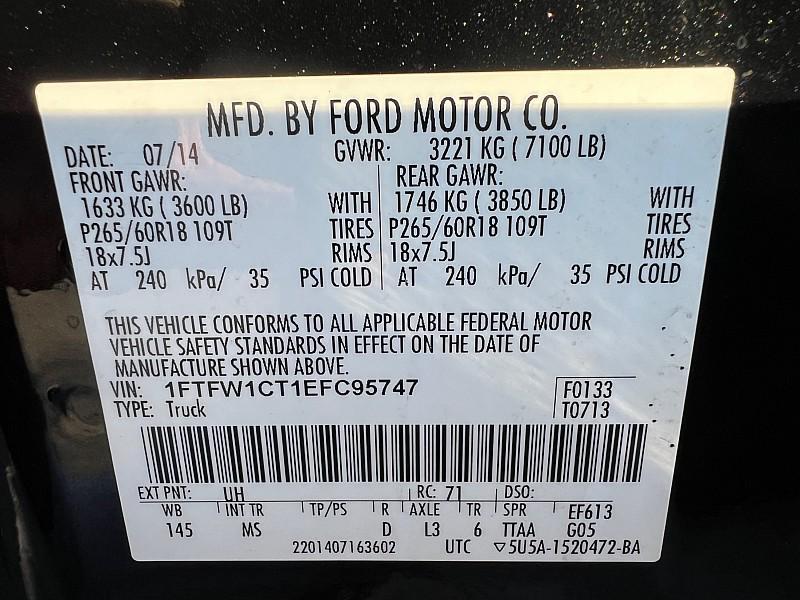 MFD. BY FORD MOTOR CO.
DATE: 07/14 GVWR: 3221 KG ( 7100 LB)
FRONT GAWR: REAR GAWR:
1633 KG ( 3600 LB) WITH 1746 KG ( 3850 LB) WITH
P265/60R18 109T TIRES P265/60R18 109T TIRES
18x7.5J RIMS 18x7.5J RIMS
AT 240 kPa/ 35 PSI COLD AT 240 kPa/ 35 PSI COLD
THIS VEHICLE CONFORMS TO ALL APPLICABLE FEDERAL MOTOR
VEHICLE SAFETY STANDARDS IN EFFECT ON THE DATE OF
MANUFACTURE SHOWN ABOVE.
VIN: 1FTFW1CT1EFC95747 F0133
TYPE: Truck T0713
EXT PNT: UH RC: 71 DSO:
WB INT TR TP/PS R AXLE TR SPR EF613
145 MS D L3 6 TTAA G05
2201407163602 UTC ▽5U5A-1520472-BA